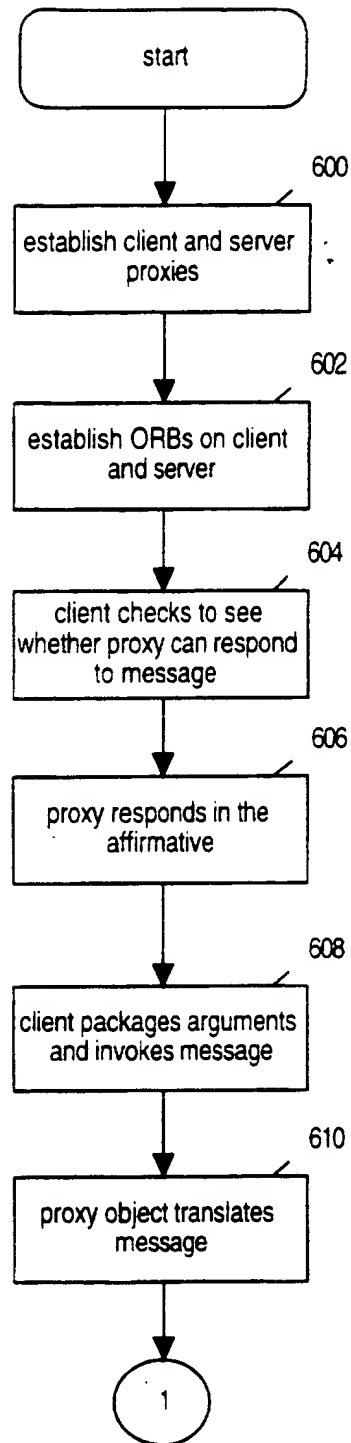 start
600
establish client and server
proxies
602
establish ORBs on client
and server
604
client checks to see
whether proxy can respond
to message
606
proxy responds in the
affirmative
608
client packages arguments
and invokes message
610
proxy object translates
message
1